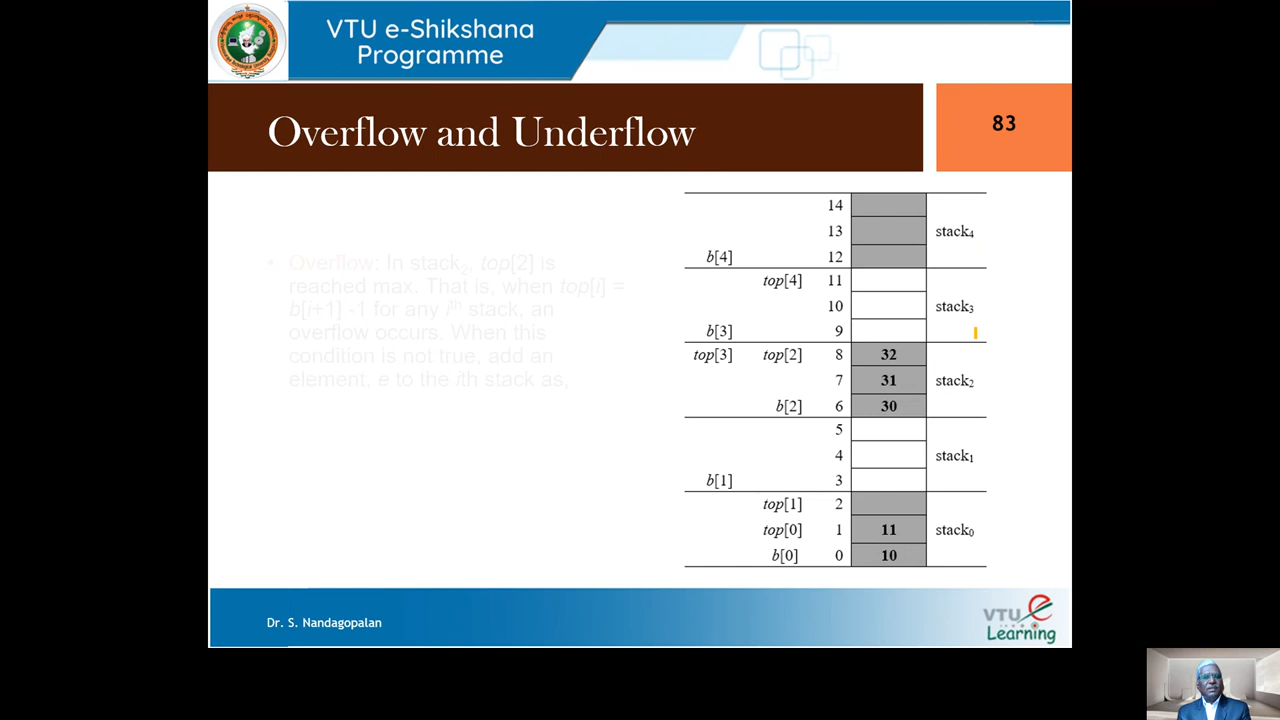 VTU e-Shikshana
Programme
Overflow and Underflow
83
• Overflow: In stack2, top[2] is
reached max. That is, when top[i] =
b[i+1] -1 for any ith stack, an
overflow occurs. When this
condition is not true, add an
element, e to the ith stack as,
14
13 stack4
b[4] 12
top[4] 11
10 stack3
b[3] 9
top[3] top[2] 8 32
7 31 stack2
b[2] 6 30
5
4 stack1
b[1] 3
top[1] 2
top[0] 1 11 stack0
b[0] 0 10
Dr. S. Nandagopalan
VTU e
Learning